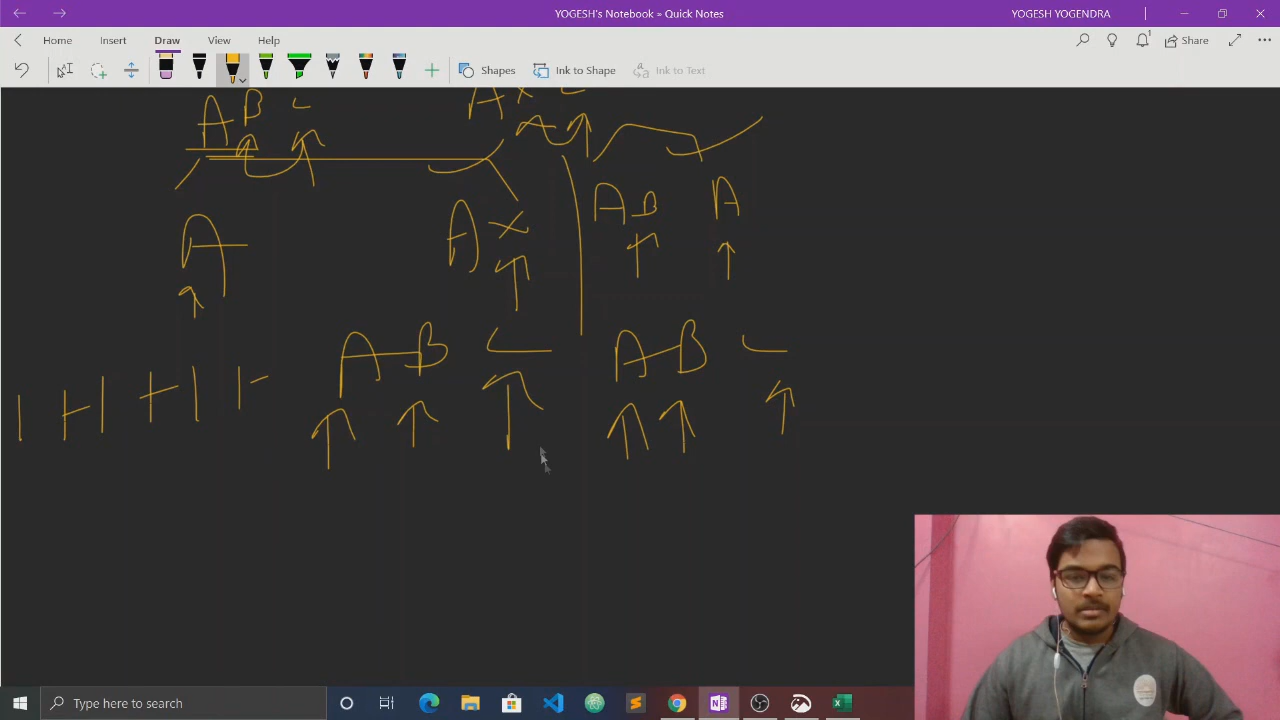 YOGESH's Notebook » Quick Notes
YOGESH YOGENDRA
Home Insert Draw View Help
Share
Shapes
Ink to Shape
Ink to Text
A B C
A X C
A
A X
A B
A
A B C
A B C
Type here to search